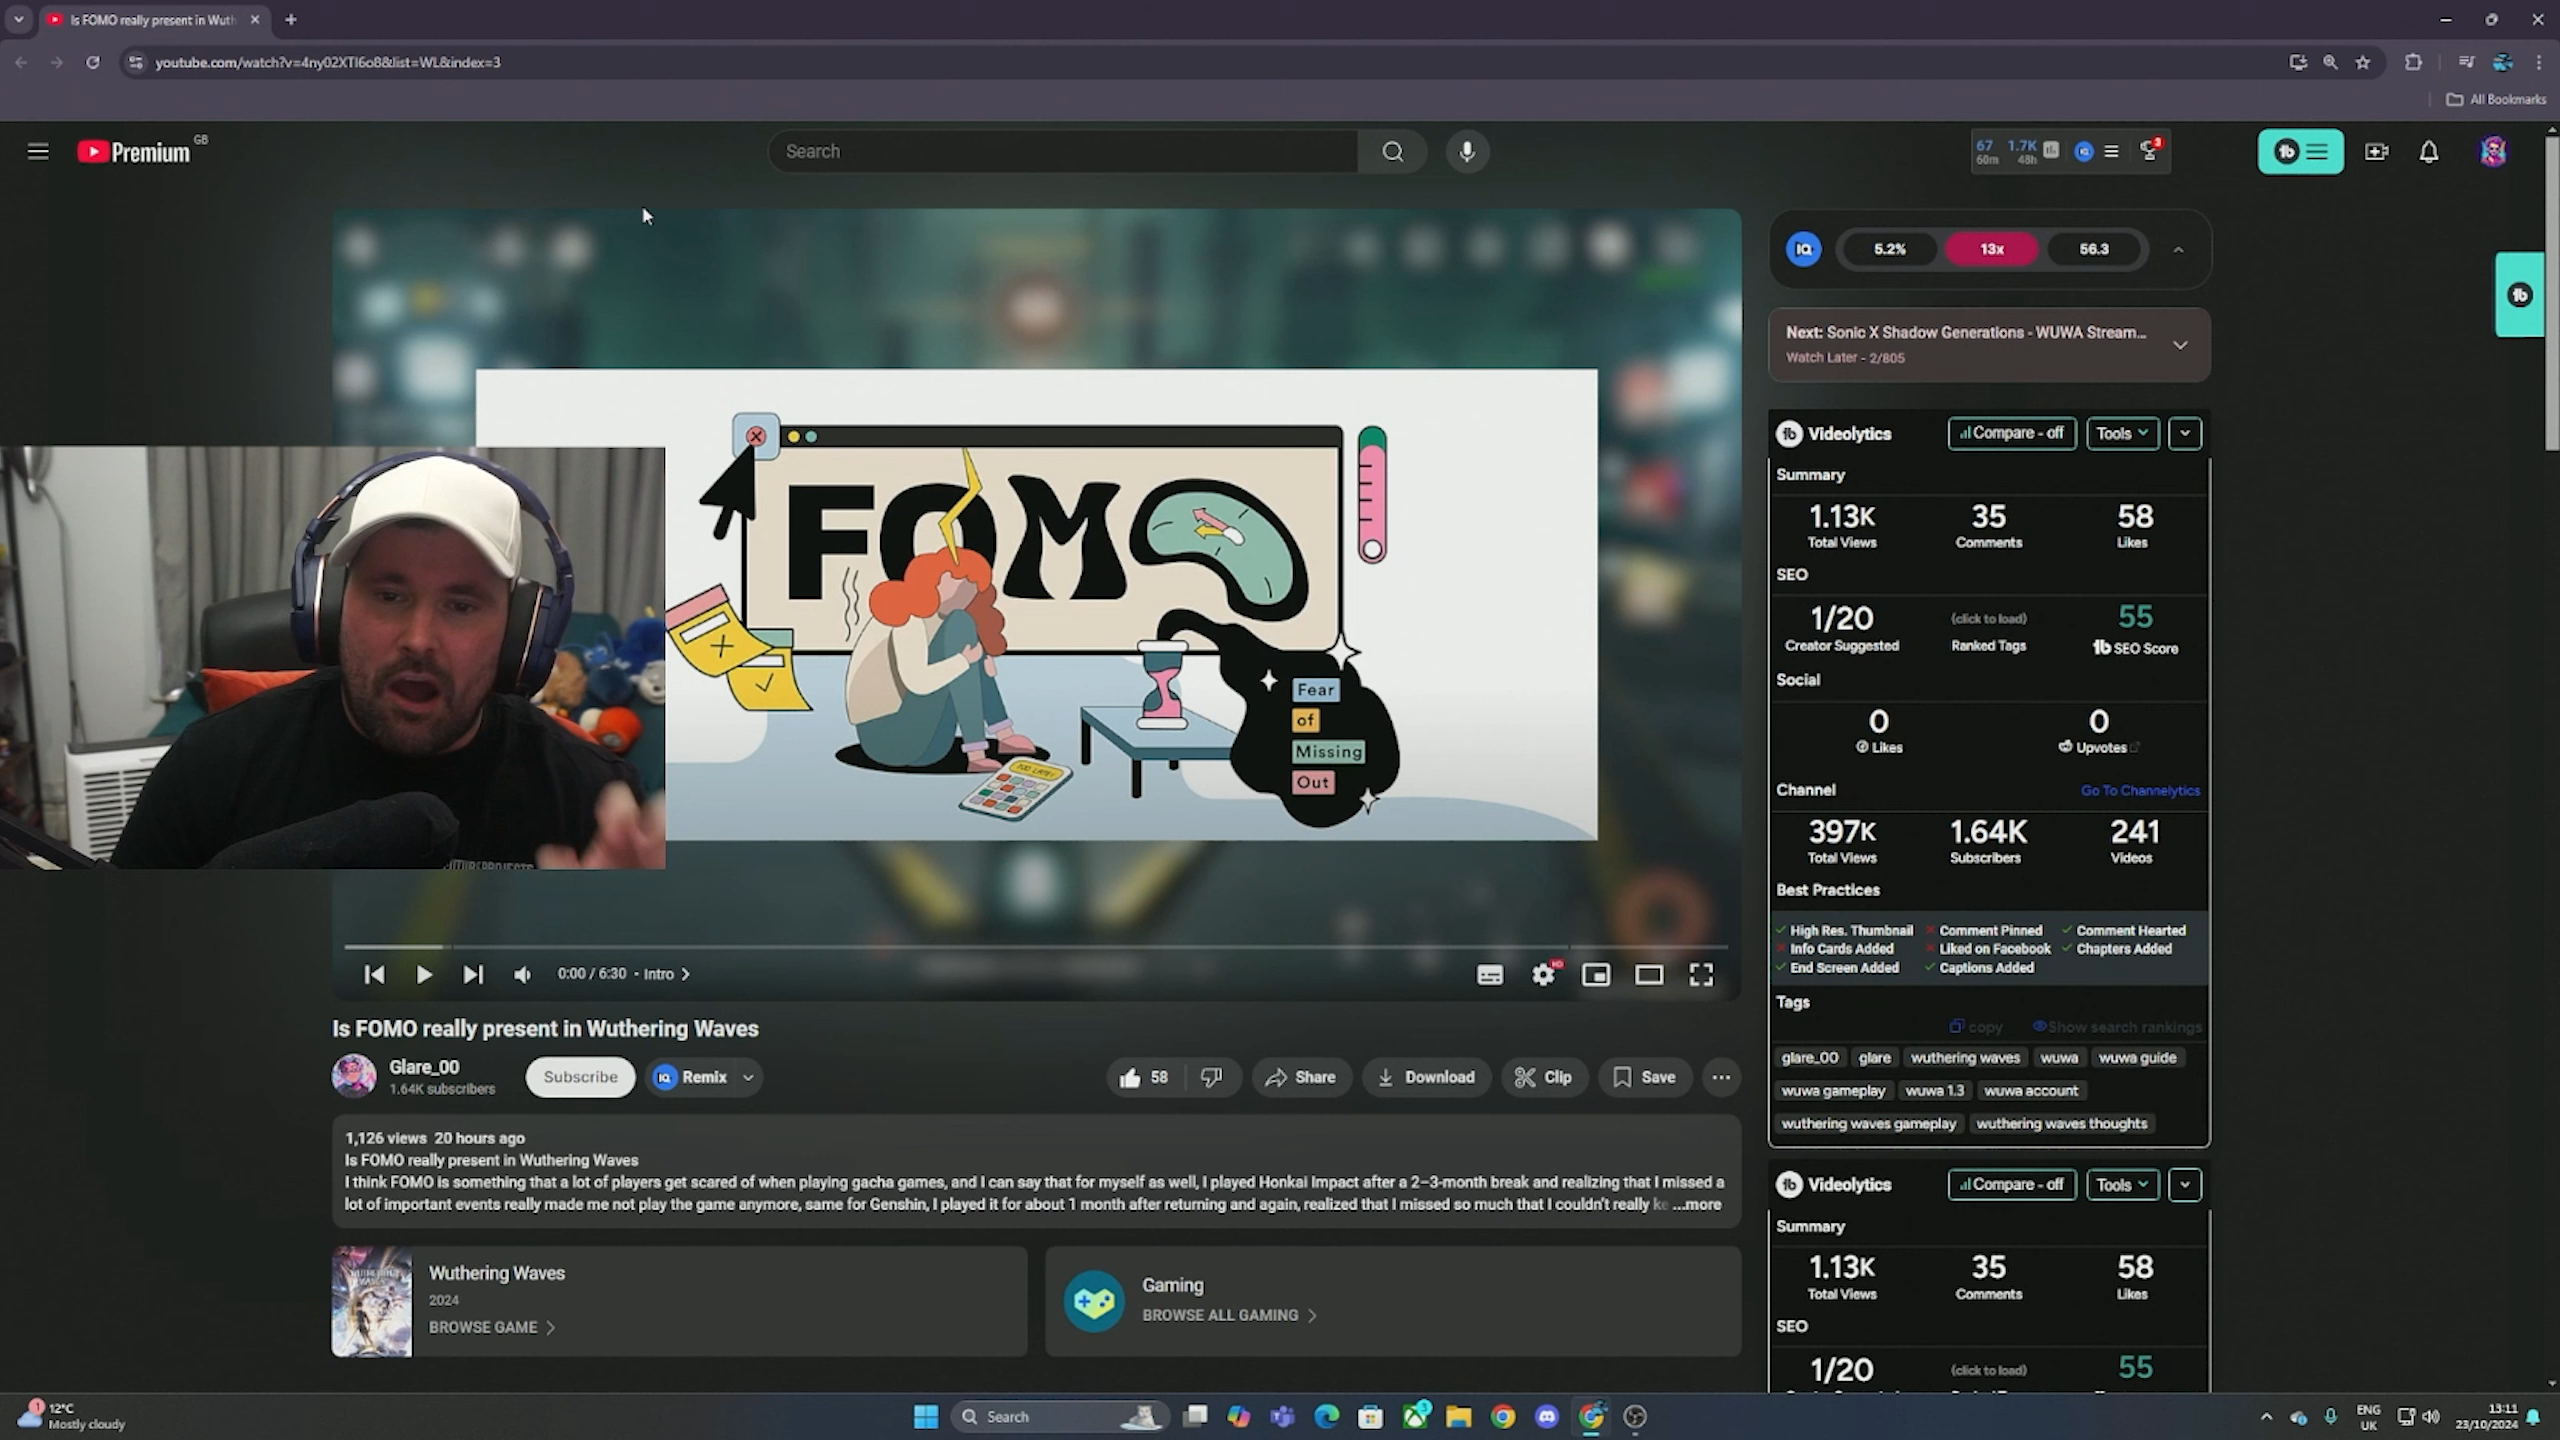 Is FOMO really present in Wuth
youtube.com/watch?v=4ny02XTI6o8&list=WL&index=3
All Bookmarks
Premium GB
Search
67 60m 1.7K 48h
3
5.2% 13x 56.3
Next: Sonic X Shadow Generations - WUWA Stream...
Watch Later - 2/805
FOMO
Fear
of
Missing
Out
TOO LATE!
Videolytics Compare - off Tools
Summary
1.13K 35 58
Total Views Comments Likes
SEO
1/20 (click to load) 55
Creator Suggested Ranked Tags SEO Score
Social
0 0
Likes Upvotes
Channel Go To Channelytics
397K 1.64K 241
Total Views Subscribers Videos
Best Practices
High Res. Thumbnail Comment Pinned Comment Hearted
Info Cards Added Liked on Facebook Chapters Added
End Screen Added Captions Added
Tags
copy Show search rankings
glare_00 glare wuthering waves wuwa wuwa guide
wuwa gameplay wuwa 1.3 wuwa account
wuthering waves gameplay wuthering waves thoughts
Videolytics Compare - off Tools
Summary
1.13K 35 58
Total Views Comments Likes
SEO
1/20 (click to load) 55
0:00 / 6:30 • Intro
HD
Is FOMO really present in Wuthering Waves
Glare_00
1.64K subscribers
Subscribe
Remix
58 Share Download Clip Save
1,126 views 20 hours ago
Is FOMO really present in Wuthering Waves
I think FOMO is something that a lot of players get scared of when playing gacha games, and I can say that for myself as well, I played Honkai Impact after a 2–3-month break and realizing that I missed a
lot of important events really made me not play the game anymore, same for Genshin, I played it for about 1 month after returning and again, realized that I missed so much that I couldn't really ke ...more
Wuthering Waves
2024
BROWSE GAME
Gaming
BROWSE ALL GAMING
1
12°C
Mostly cloudy
Search
ENG
UK
13:11
23/10/2024